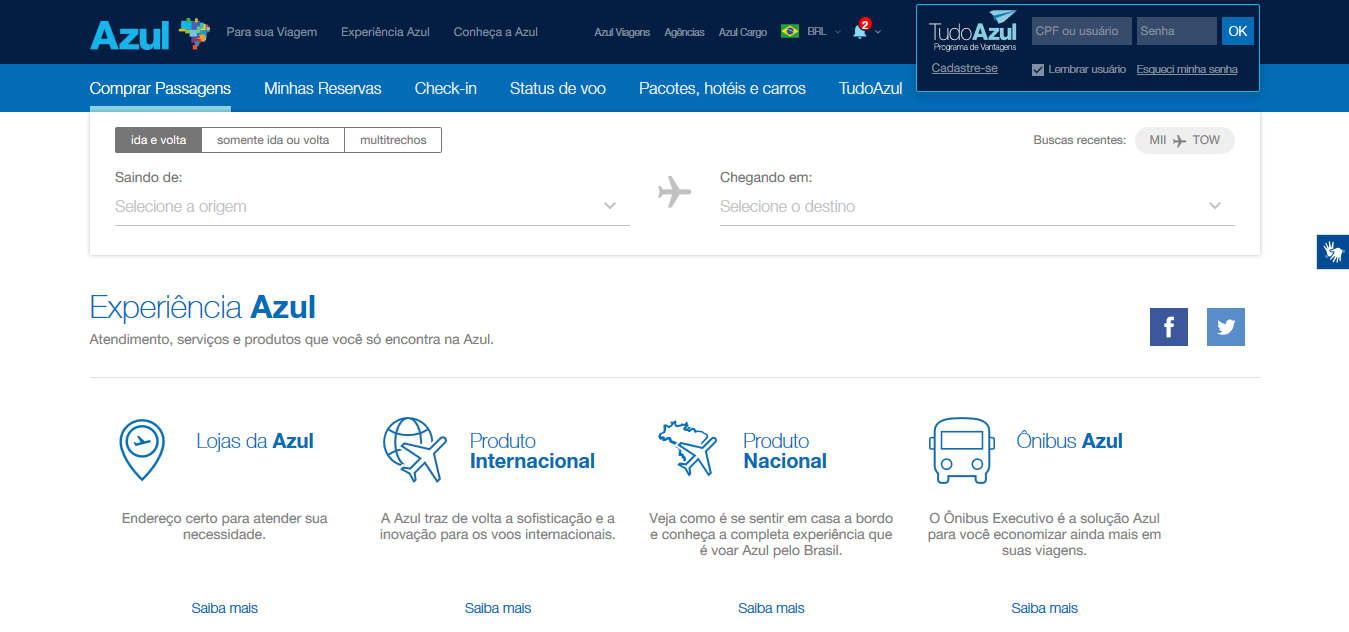 Azul
Para sua Viagem
Experiência Azul
Conheça a Azul
Azul Viagens
Agências
Azul Cargo
BRL
2
TudoAzul
Programa de Vantagens
CPF ou usuário
Senha
OK
Cadastre-se
Lembrar usuário
Esqueci minha senha
Comprar Passagens
Minhas Reservas
Check-in
Status de voo
Pacotes, hotéis e carros
TudoAzul
ida e volta
somente ida ou volta
multitrechos
Buscas recentes:
MII
TOW
Saindo de:
Selecione a origem
Chegando em:
Selecione o destino
Experiência Azul
Atendimento, serviços e produtos que você só encontra na Azul.
f
Lojas da Azul
Endereço certo para atender sua
necessidade.
Saiba mais
Produto
Internacional
A Azul traz de volta a sofisticação e a
inovação para os voos internacionais.
Saiba mais
Produto
Nacional
Veja como é se sentir em casa a bordo
e conheça a completa experiência que
é voar Azul pelo Brasil.
Saiba mais
Ônibus Azul
O Ônibus Executivo é a solução Azul
para você economizar ainda mais em
suas viagens.
Saiba mais